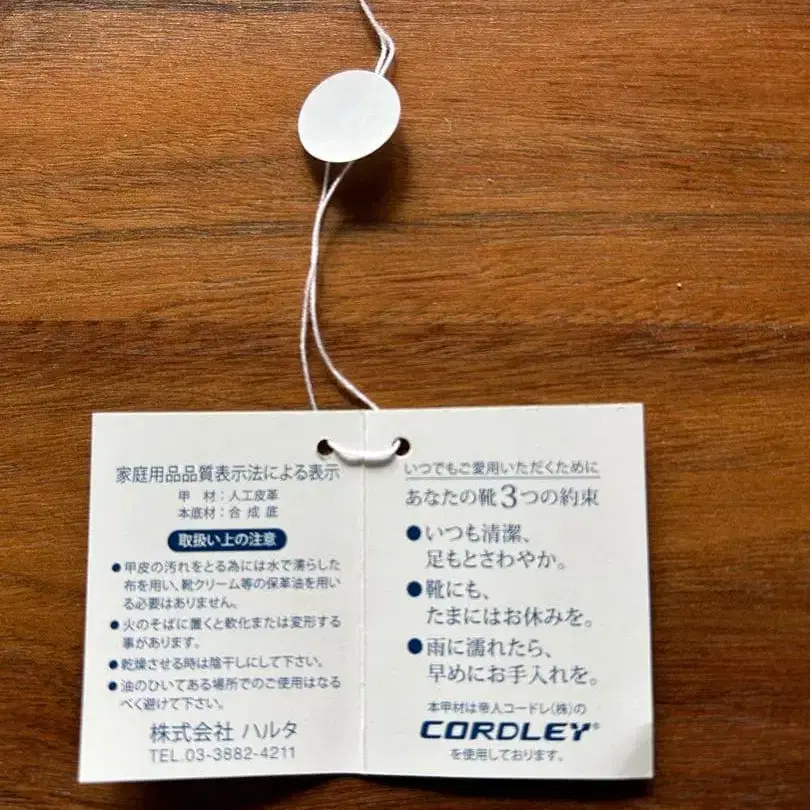 家庭用品品質表示法による表示
甲　材：人工皮革
本底材：合成底
取扱い上の注意
●甲皮の汚れをとる為には水で濡らした
布を用い、靴クリーム等の保革油を用い
る必要はありません。
●火のそばに置くと軟化または変形する
事があります。
●乾燥させる時は陰干しにして下さい。
●油のひいてある場所でのご使用はなる
べく避けて下さい。
株式会社 ハルタ
TEL.03-3882-4211
いつでもご愛用いただくために
あなたの靴3つの約束
●いつも清潔、
足もとさわやか。
●靴にも、
たまにはお休みを。
●雨に濡れたら、
早めにお手入れを。
本甲材は帝人コードレ(株)の
CORDLEY®
を使用しております。